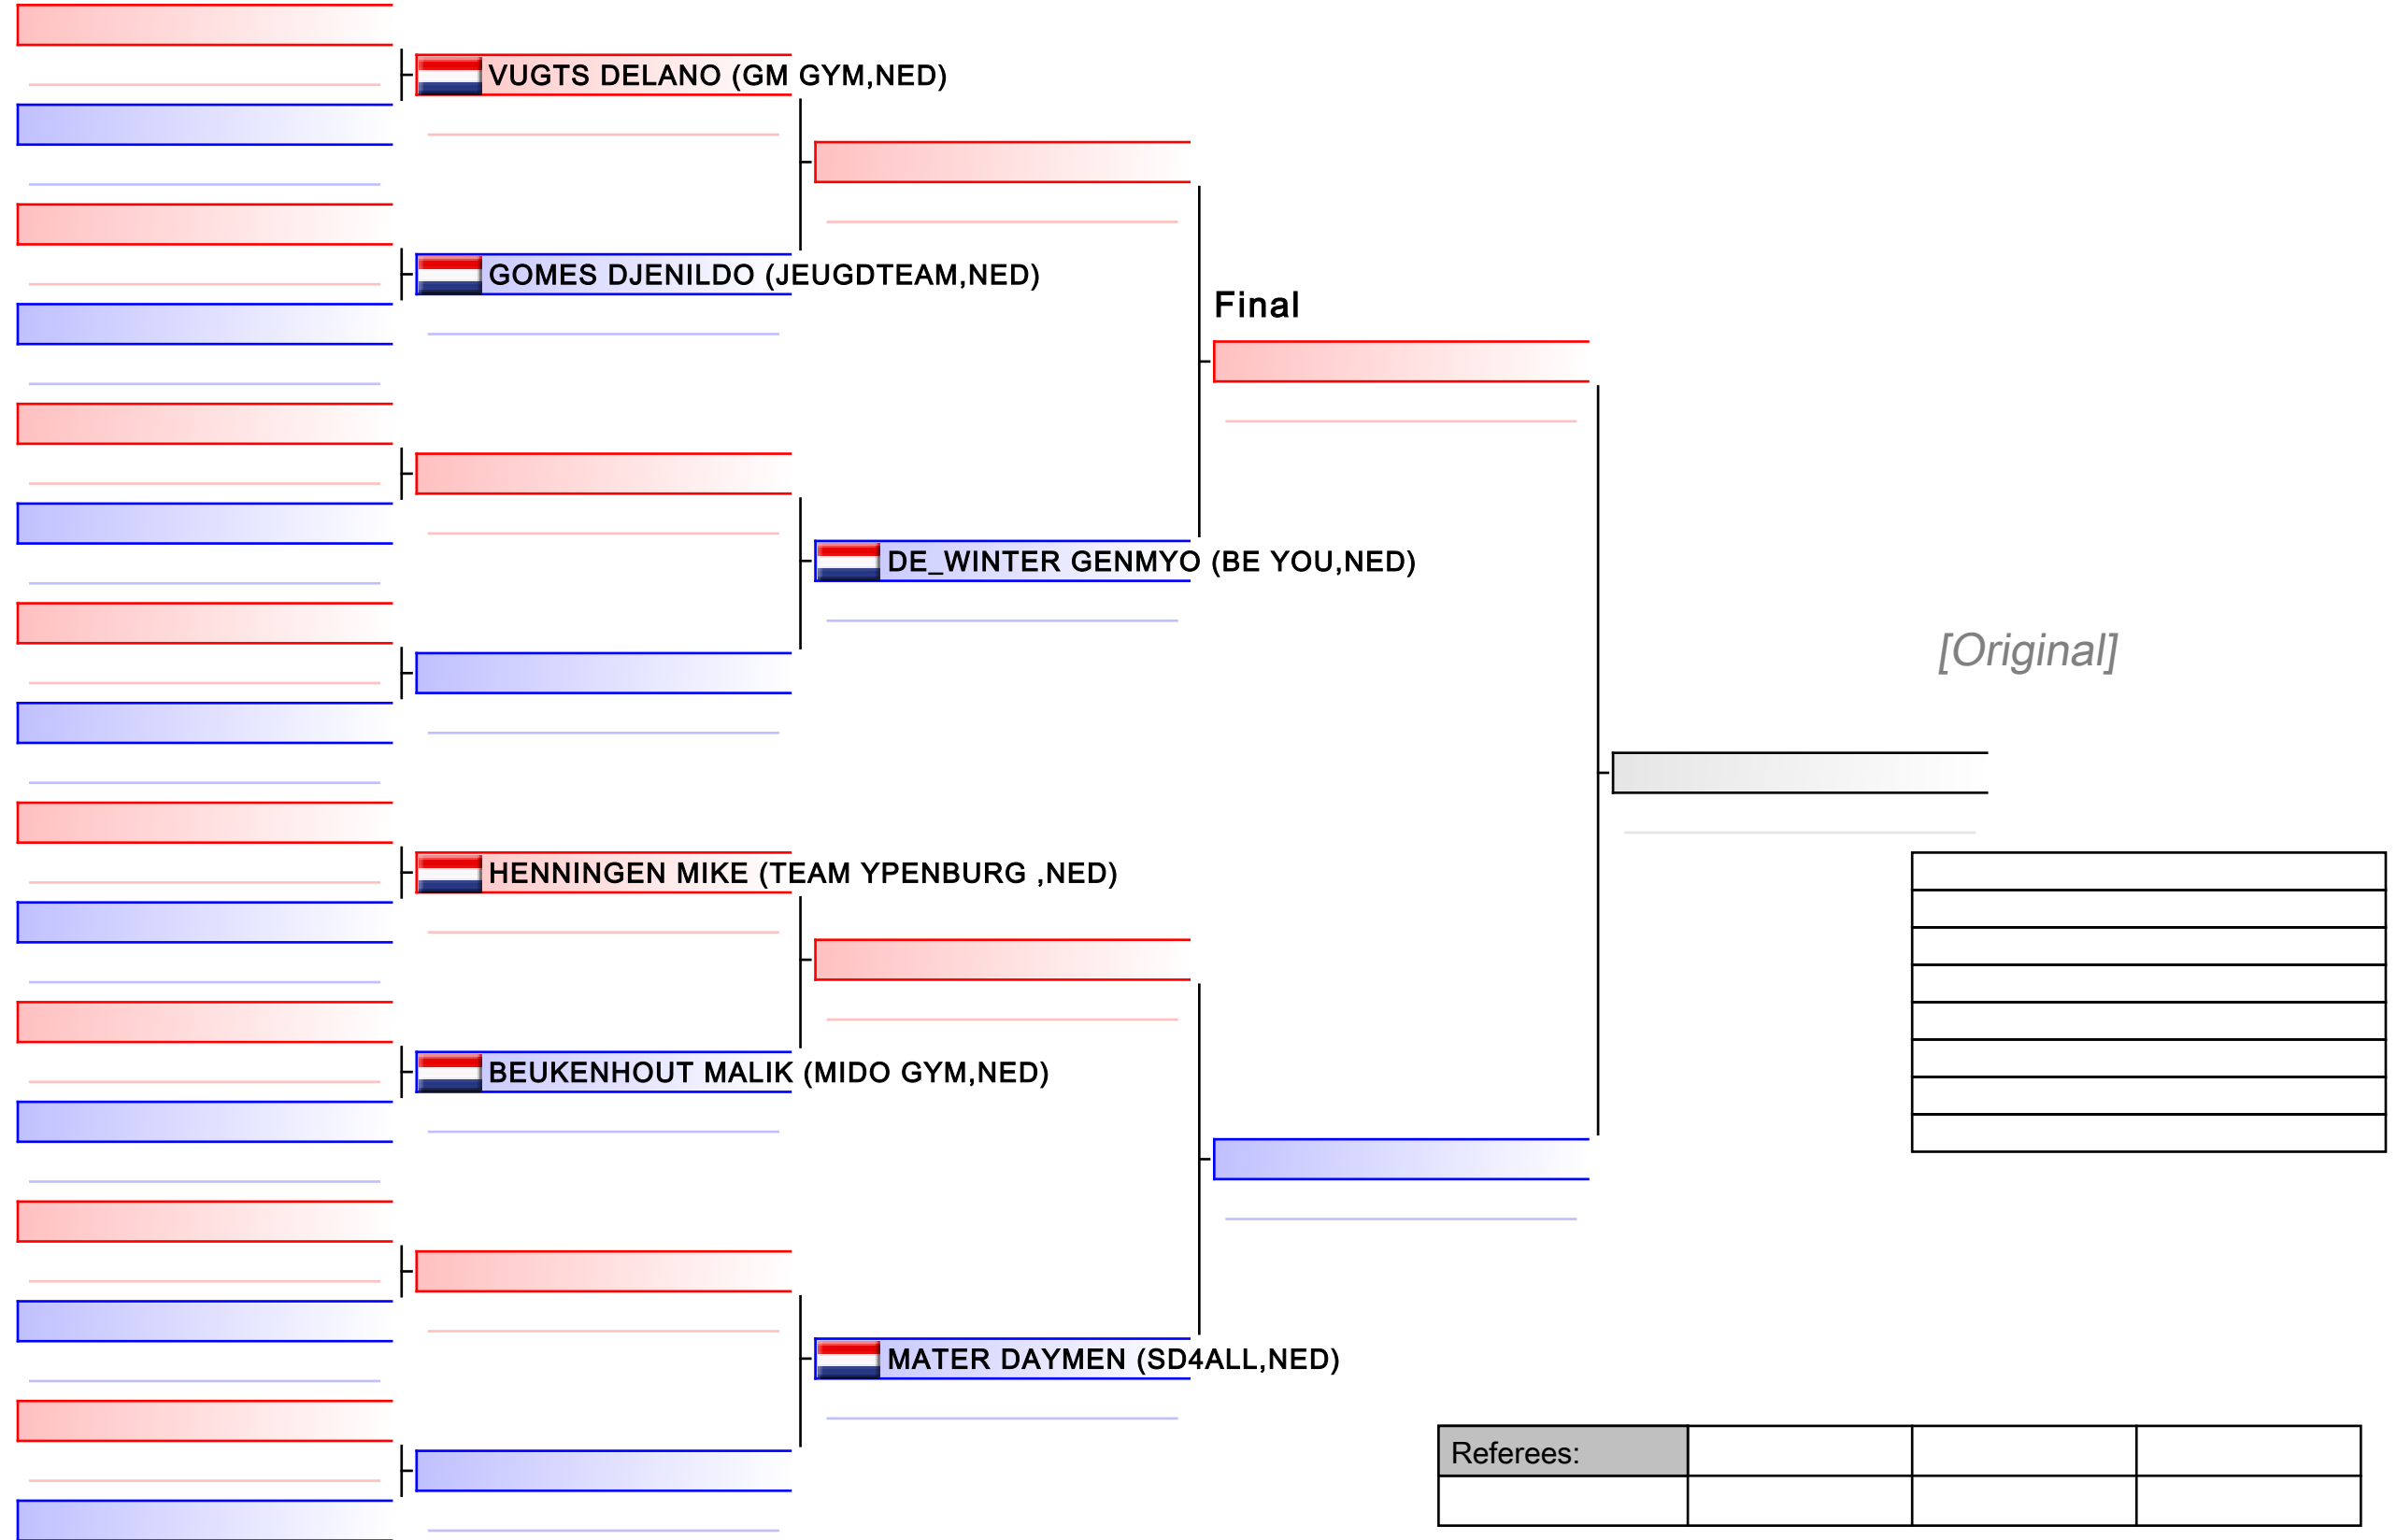 VUGTS DELANO (GM GYM,NED)
GOMES DJENILDO (JEUGDTEAM,NED)
Final
DE_WINTER GENMYO (BE YOU,NED)
[Original]
HENNINGEN MIKE (TEAM YPENBURG ,NED)
BEUKENHOUT MALIK (MIDO GYM,NED)
MATER DAYMEN (SD4ALL,NED)
Referees: